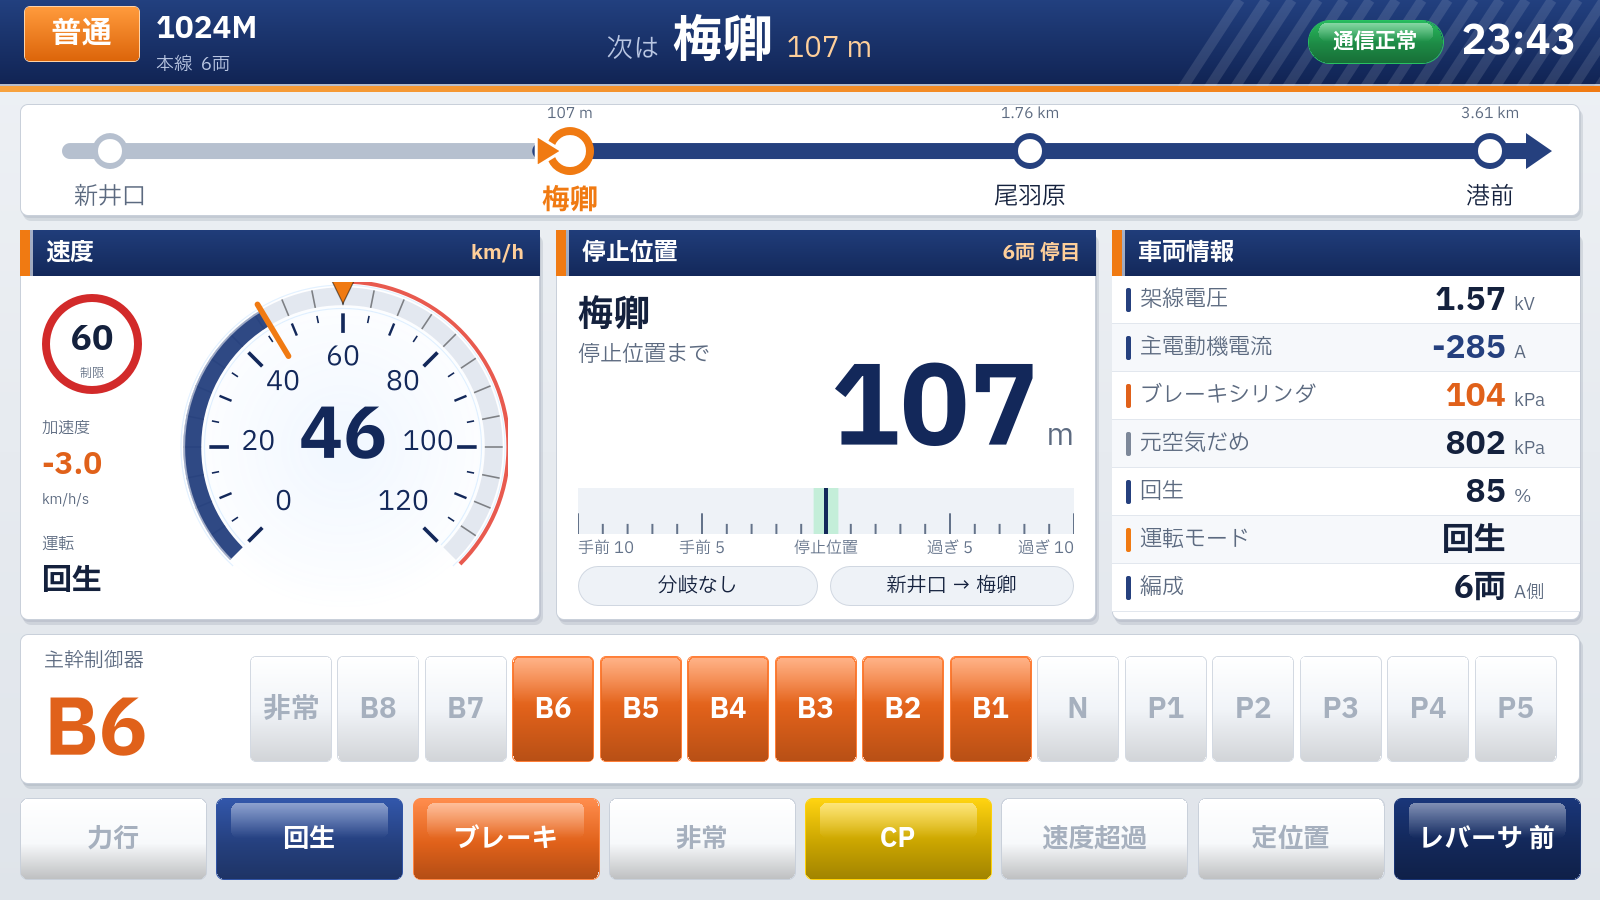 普通
1024M
本線 6両
次は 梅卿 107 m
通信正常
23:43
107 m
1.76 km
3.61 km
新井口
梅卿
尾羽原
港前
速度
km/h
60
制限
加速度
-3.0
km/h/s
運転
回生
0
20
40
60
80
100
120
46
停止位置
6両 停目
梅卿
停止位置まで
107 m
手前 10
手前 5
停止位置
過ぎ 5
過ぎ 10
分岐なし
新井口 → 梅卿
車両情報
架線電圧 1.57 kV
主電動機電流 -285 A
ブレーキシリンダ 104 kPa
元空気だめ 802 kPa
回生 85 %
運転モード 回生
編成 6両 A側
主幹制御器
B6
非常 B8 B7 B6 B5 B4 B3 B2 B1 N P1 P2 P3 P4 P5
力行 回生 ブレーキ 非常 CP 速度超過 定位置 レバーサ 前